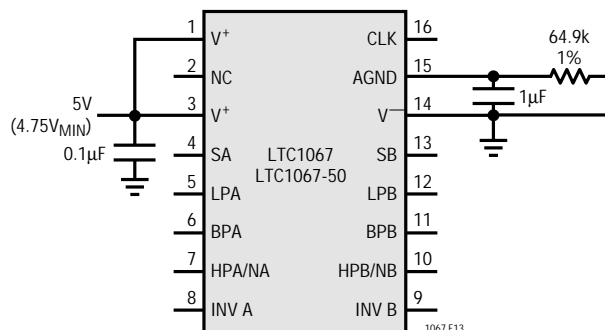 1
V+
16
CLK
64.9k
1%
2
NC
15
AGND
5V
(4.75VMIN)
3
V+
14
V–
1µF
0.1µF
4
SA
LTC1067
LTC1067-50
13
SB
5
LPA
12
LPB
6
BPA
11
BPB
7
HPA/NA
10
HPB/NB
8
INV A
9
INV B
1067 F13